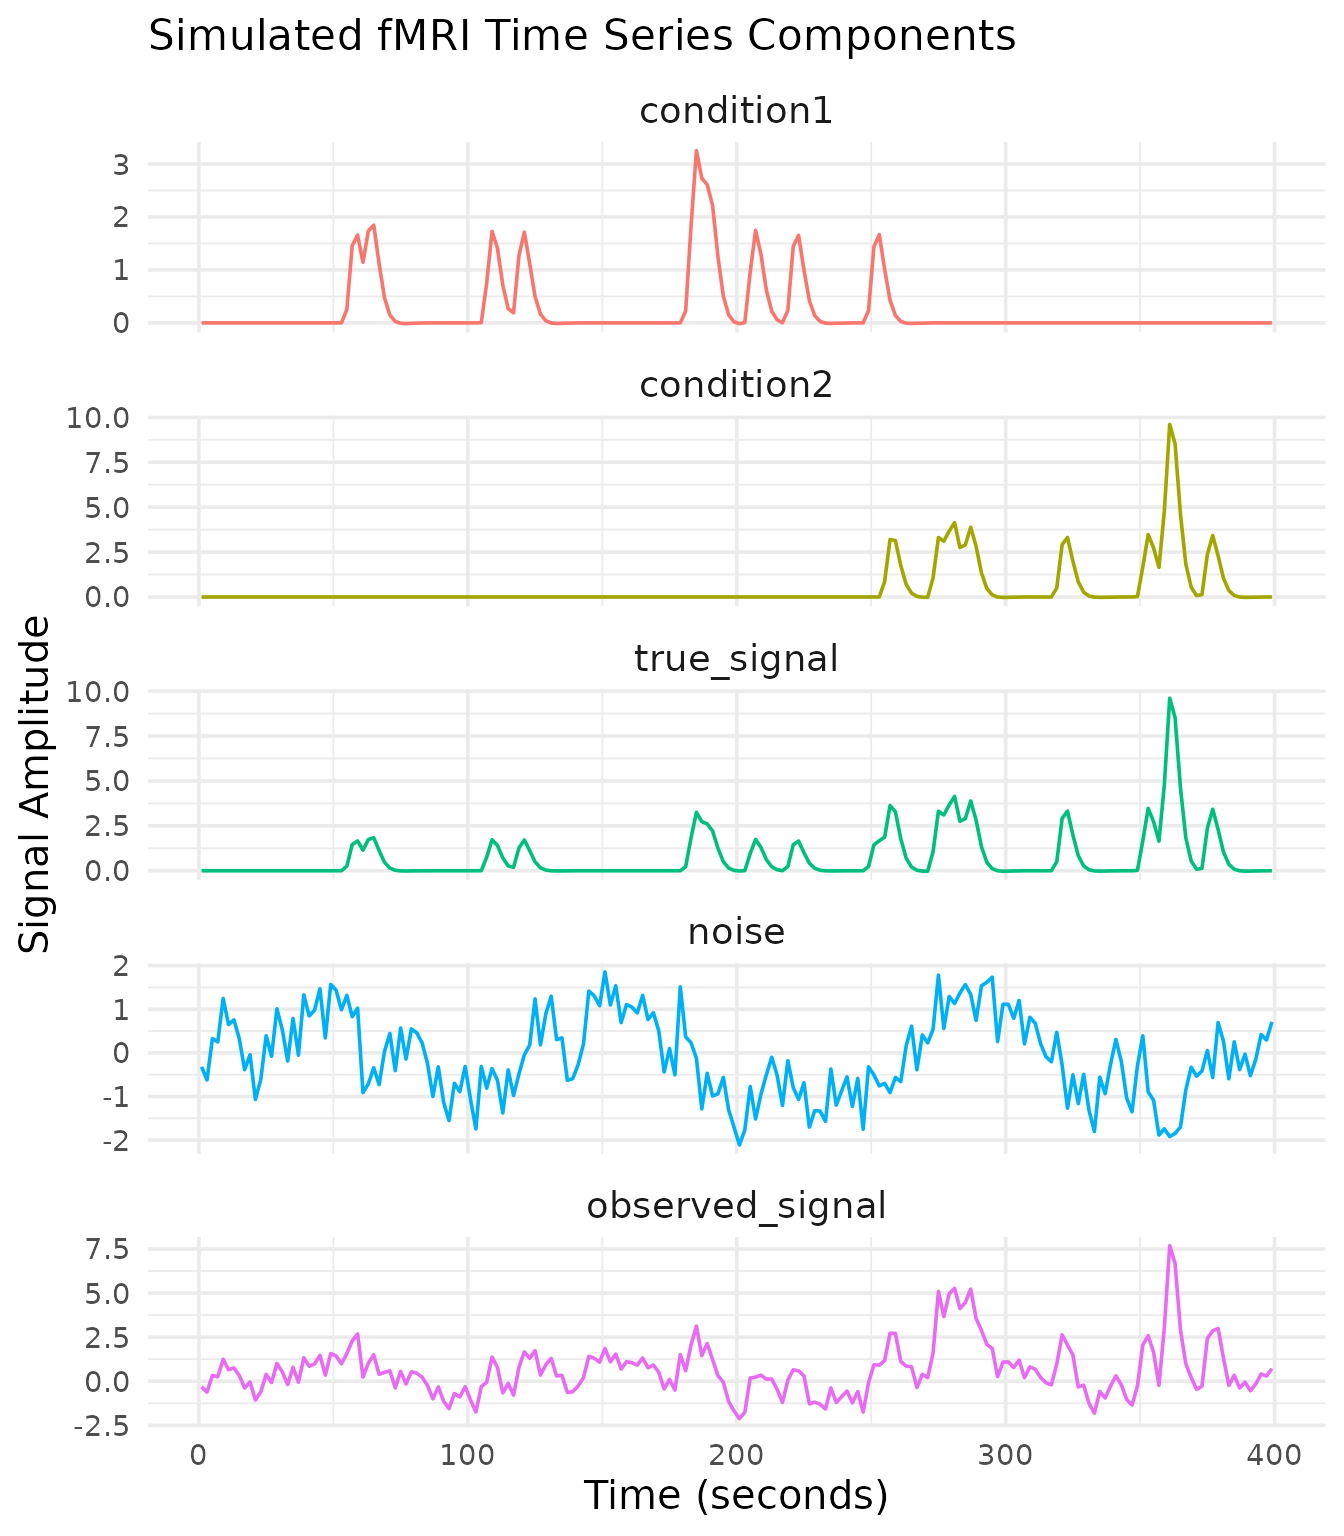 Simulated fMRI Time Series Components
condition1
3
2
1
0
condition2
10.0
7.5
5.0
2.5
0.0
true_signal
10.0
7.5
5.0
2.5
0.0
Signal Amplitude
noise
2
1
0
-1
-2
observed_signal
7.5
5.0
2.5
0.0
-2.5
0 100 200 300 400
Time (seconds)